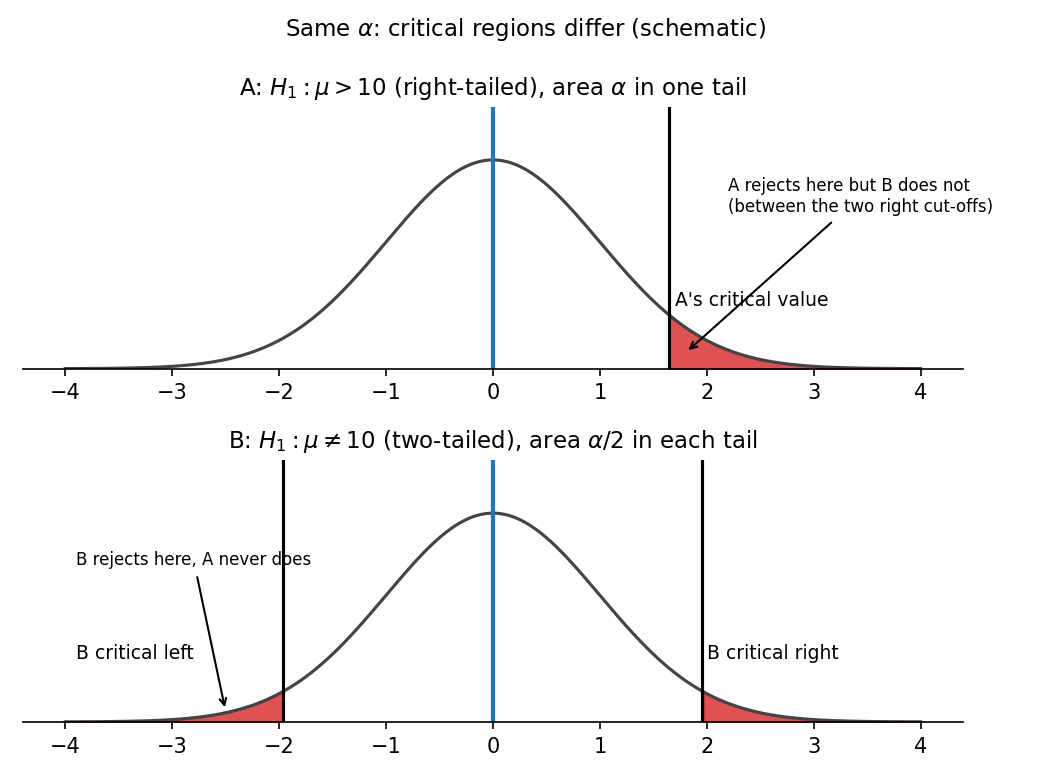 Same α: critical regions differ (schematic)
A: H₁ : μ > 10 (right-tailed), area α in one tail
A rejects here but B does not
(between the two right cut-offs)
A's critical value
−4 −3 −2 −1 0 1 2 3 4
B: H₁ : μ ≠ 10 (two-tailed), area α/2 in each tail
B rejects here, A never does
B critical left
B critical right
−4 −3 −2 −1 0 1 2 3 4